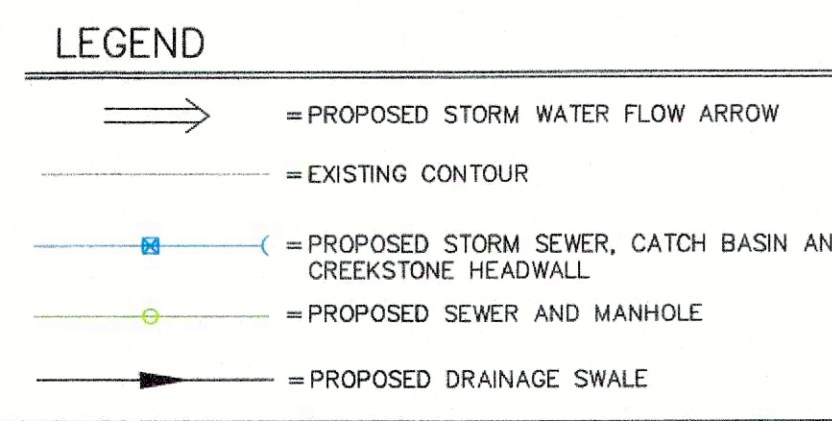 LEGEND
= PROPOSED STORM WATER FLOW ARROW
= EXISTING CONTOUR
= PROPOSED STORM SEWER, CATCH BASIN AN
CREEKSTONE HEADWALL
= PROPOSED SEWER AND MANHOLE
= PROPOSED DRAINAGE SWALE